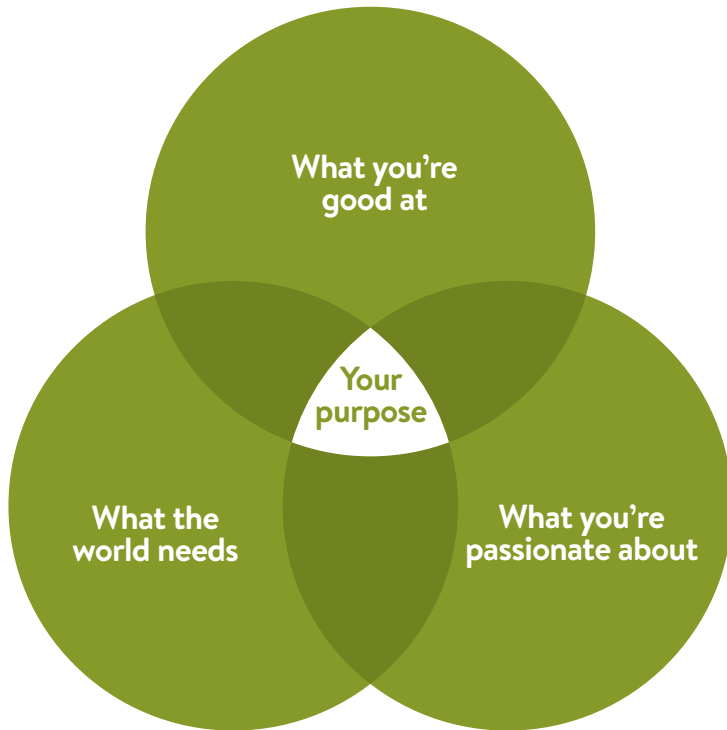 What you’re
good at
Your
purpose
What the
world needs
What you’re
passionate about